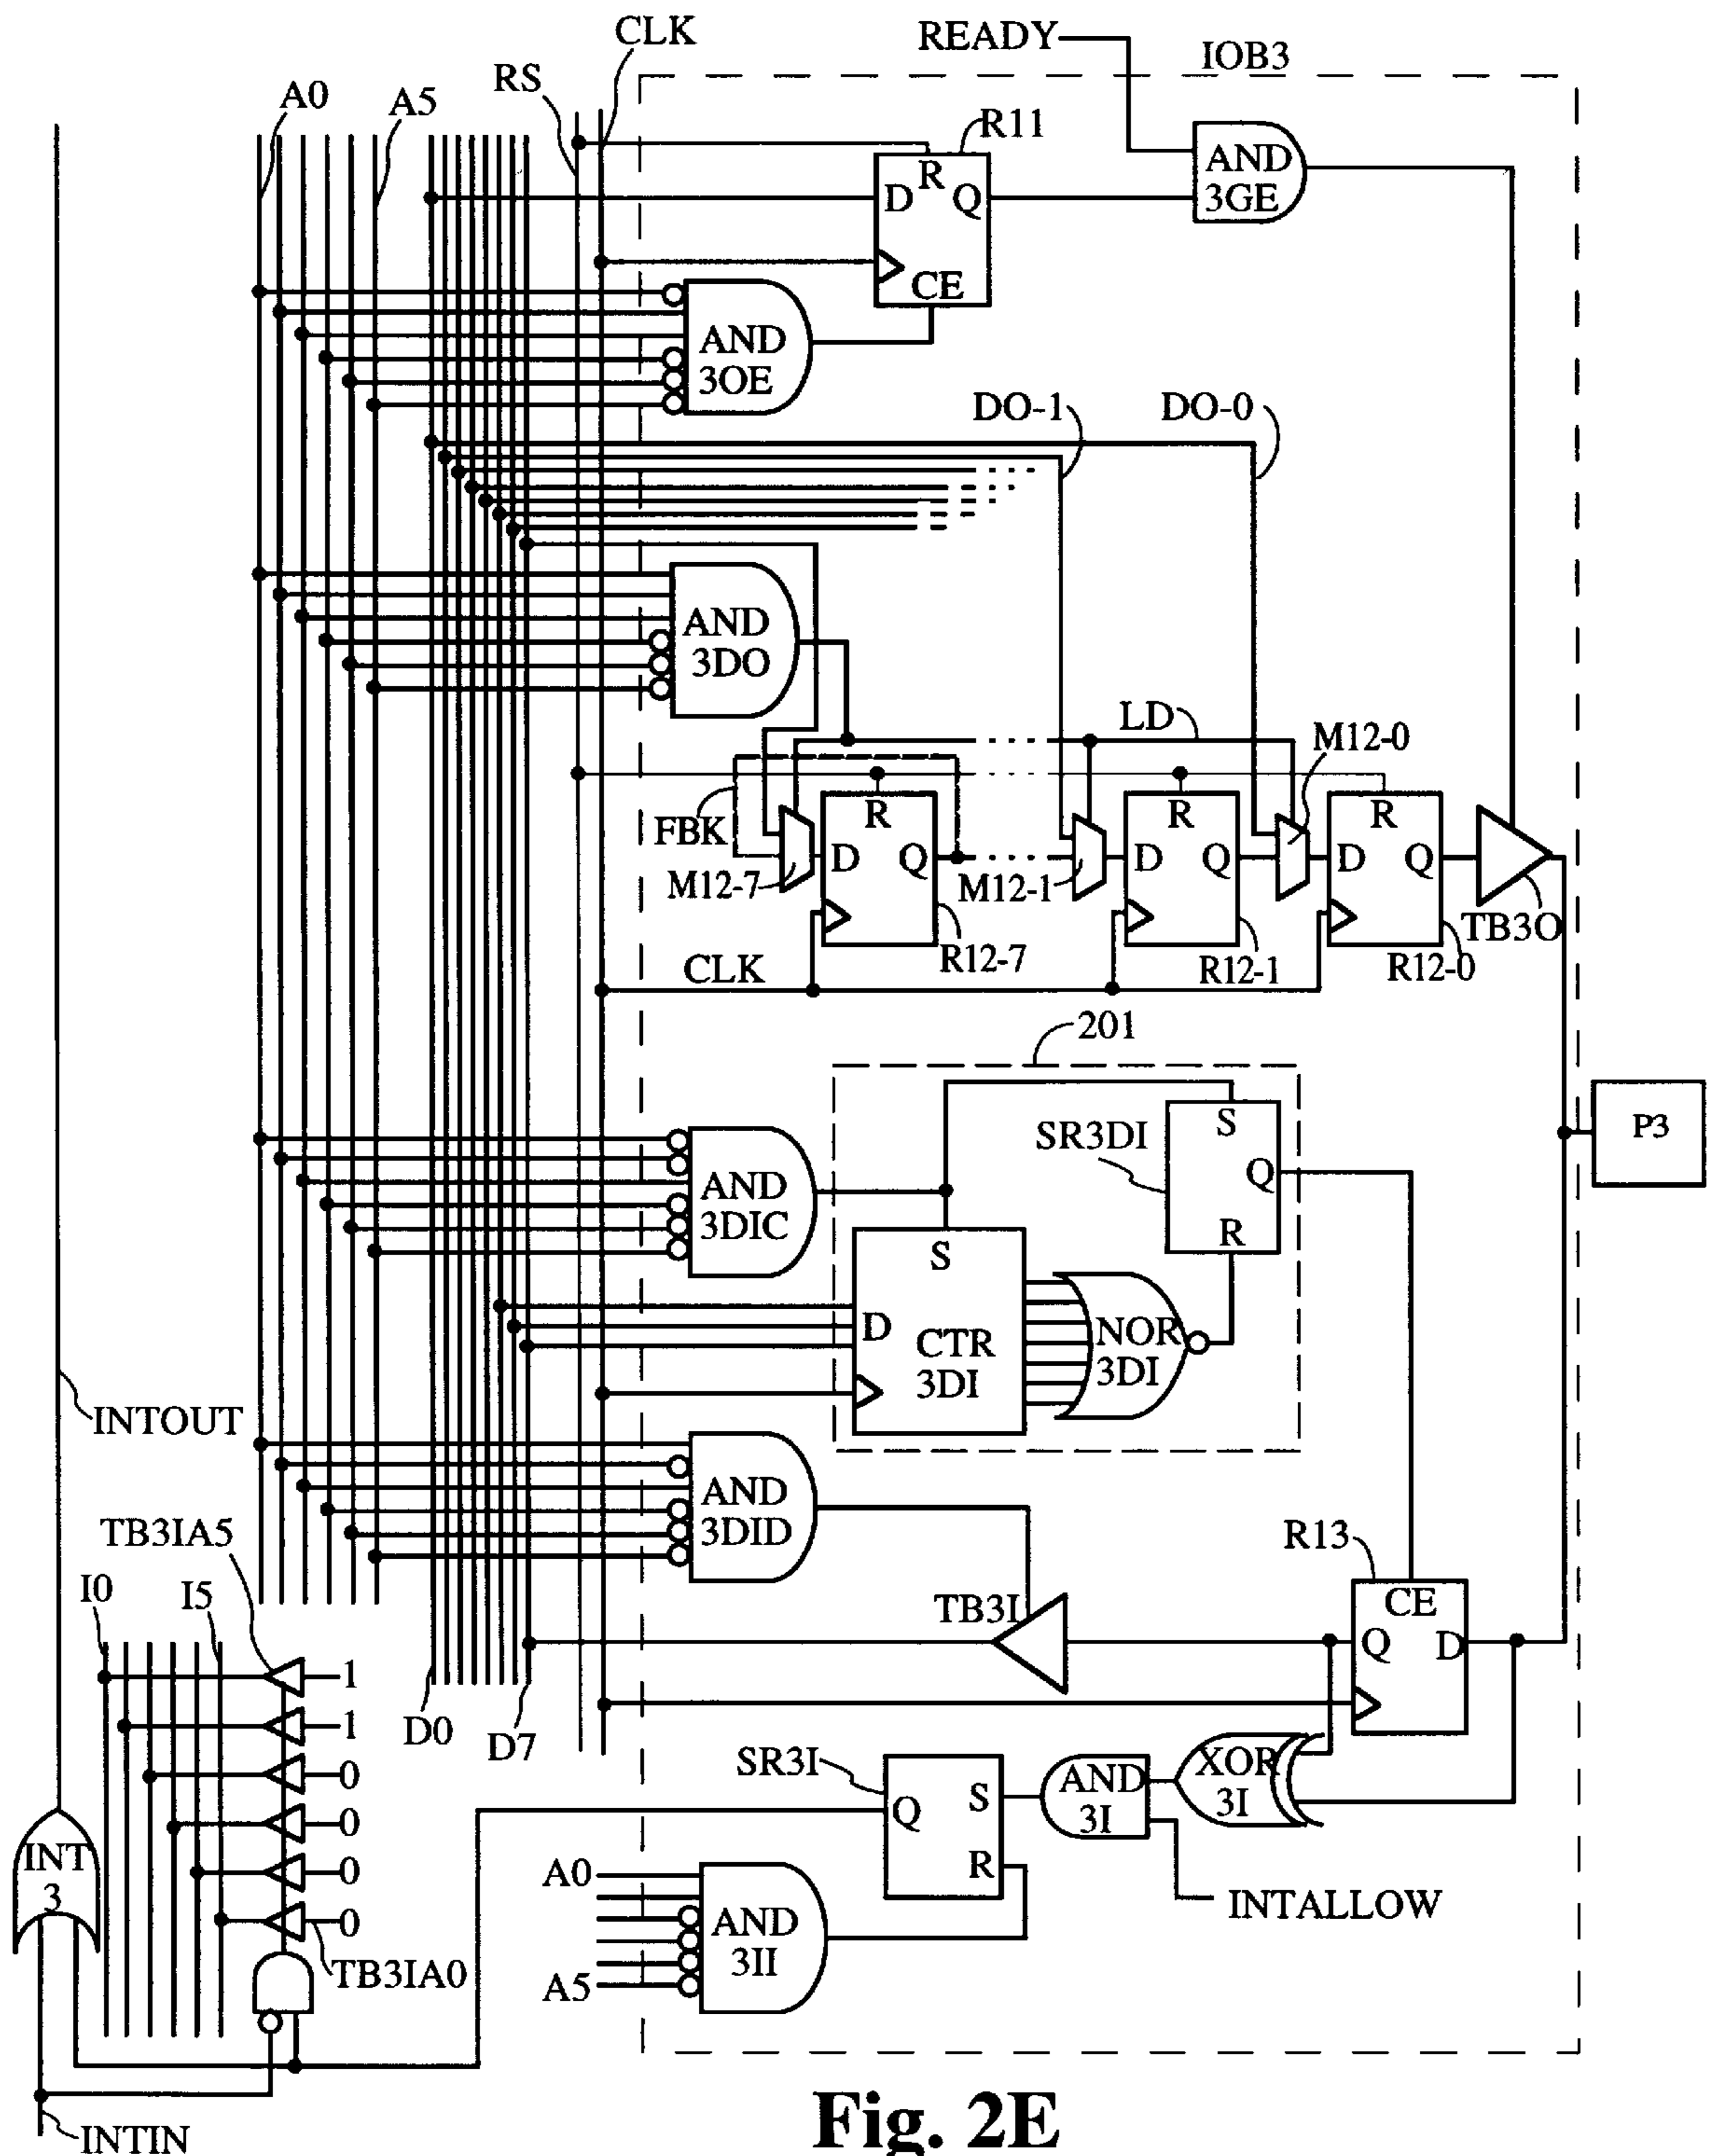 CLK
READY
IOB3
RS
A0
A5
R11
R
D
Q
CE
AND
3GE
AND
3OE
DO-1
DO-0
AND
3DO
LD
M12-0
FBK
R
D
Q
M12-7
R12-7
M12-1
R
D
Q
R12-1
R
D
Q
R12-0
TB3O
CLK
201
SR3DI
S
Q
R
P3
AND
3DIC
S
D
CTR
3DI
NOR
3DI
INTOUT
AND
3DID
TB3IA5
I0
I5
TB3I
R13
CE
Q
D
1
1
0
0
0
0
D0
D7
SR3I
S
Q
R
AND
3I
XOR
3I
INTALLOW
INT
3
A0
A5
AND
3II
TB3IA0
INTIN
Fig. 2E